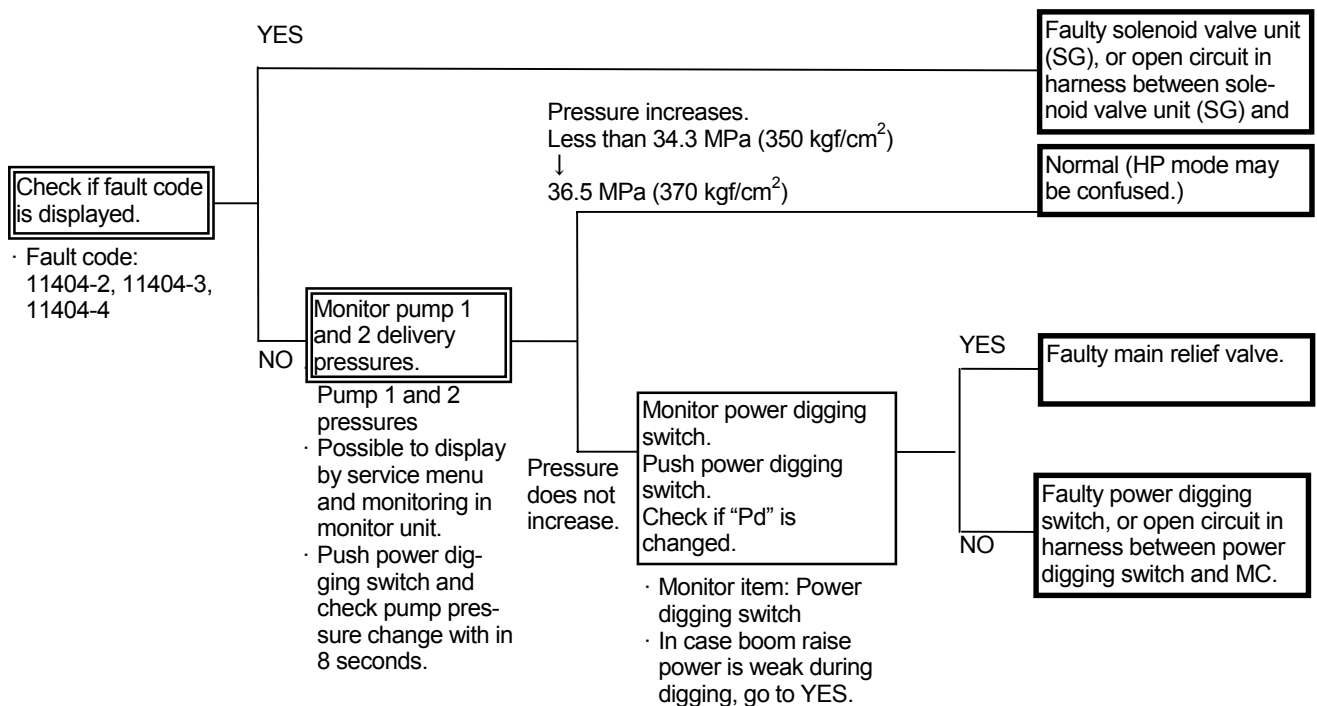 YES
Faulty solenoid valve unit
(SG), or open circuit in
harness between sole-
noid valve unit (SG) and
Pressure increases.
Less than 34.3 MPa (350 kgf/cm²)
↓
36.5 MPa (370 kgf/cm²)
Normal (HP mode may
be confused.)
Check if fault code
is displayed.
· Fault code:
11404-2, 11404-3,
11404-4
NO
Monitor pump 1
and 2 delivery
pressures.
Pump 1 and 2
pressures
· Possible to display
by service menu
and monitoring in
monitor unit.
· Push power dig-
ging switch and
check pump pres-
sure change with in
8 seconds.
Pressure
does not
increase.
Monitor power digging
switch.
Push power digging
switch.
Check if “Pd” is
changed.
· Monitor item: Power
digging switch
· In case boom raise
power is weak during
digging, go to YES.
YES
Faulty main relief valve.
NO
Faulty power digging
switch, or open circuit in
harness between power
digging switch and MC.